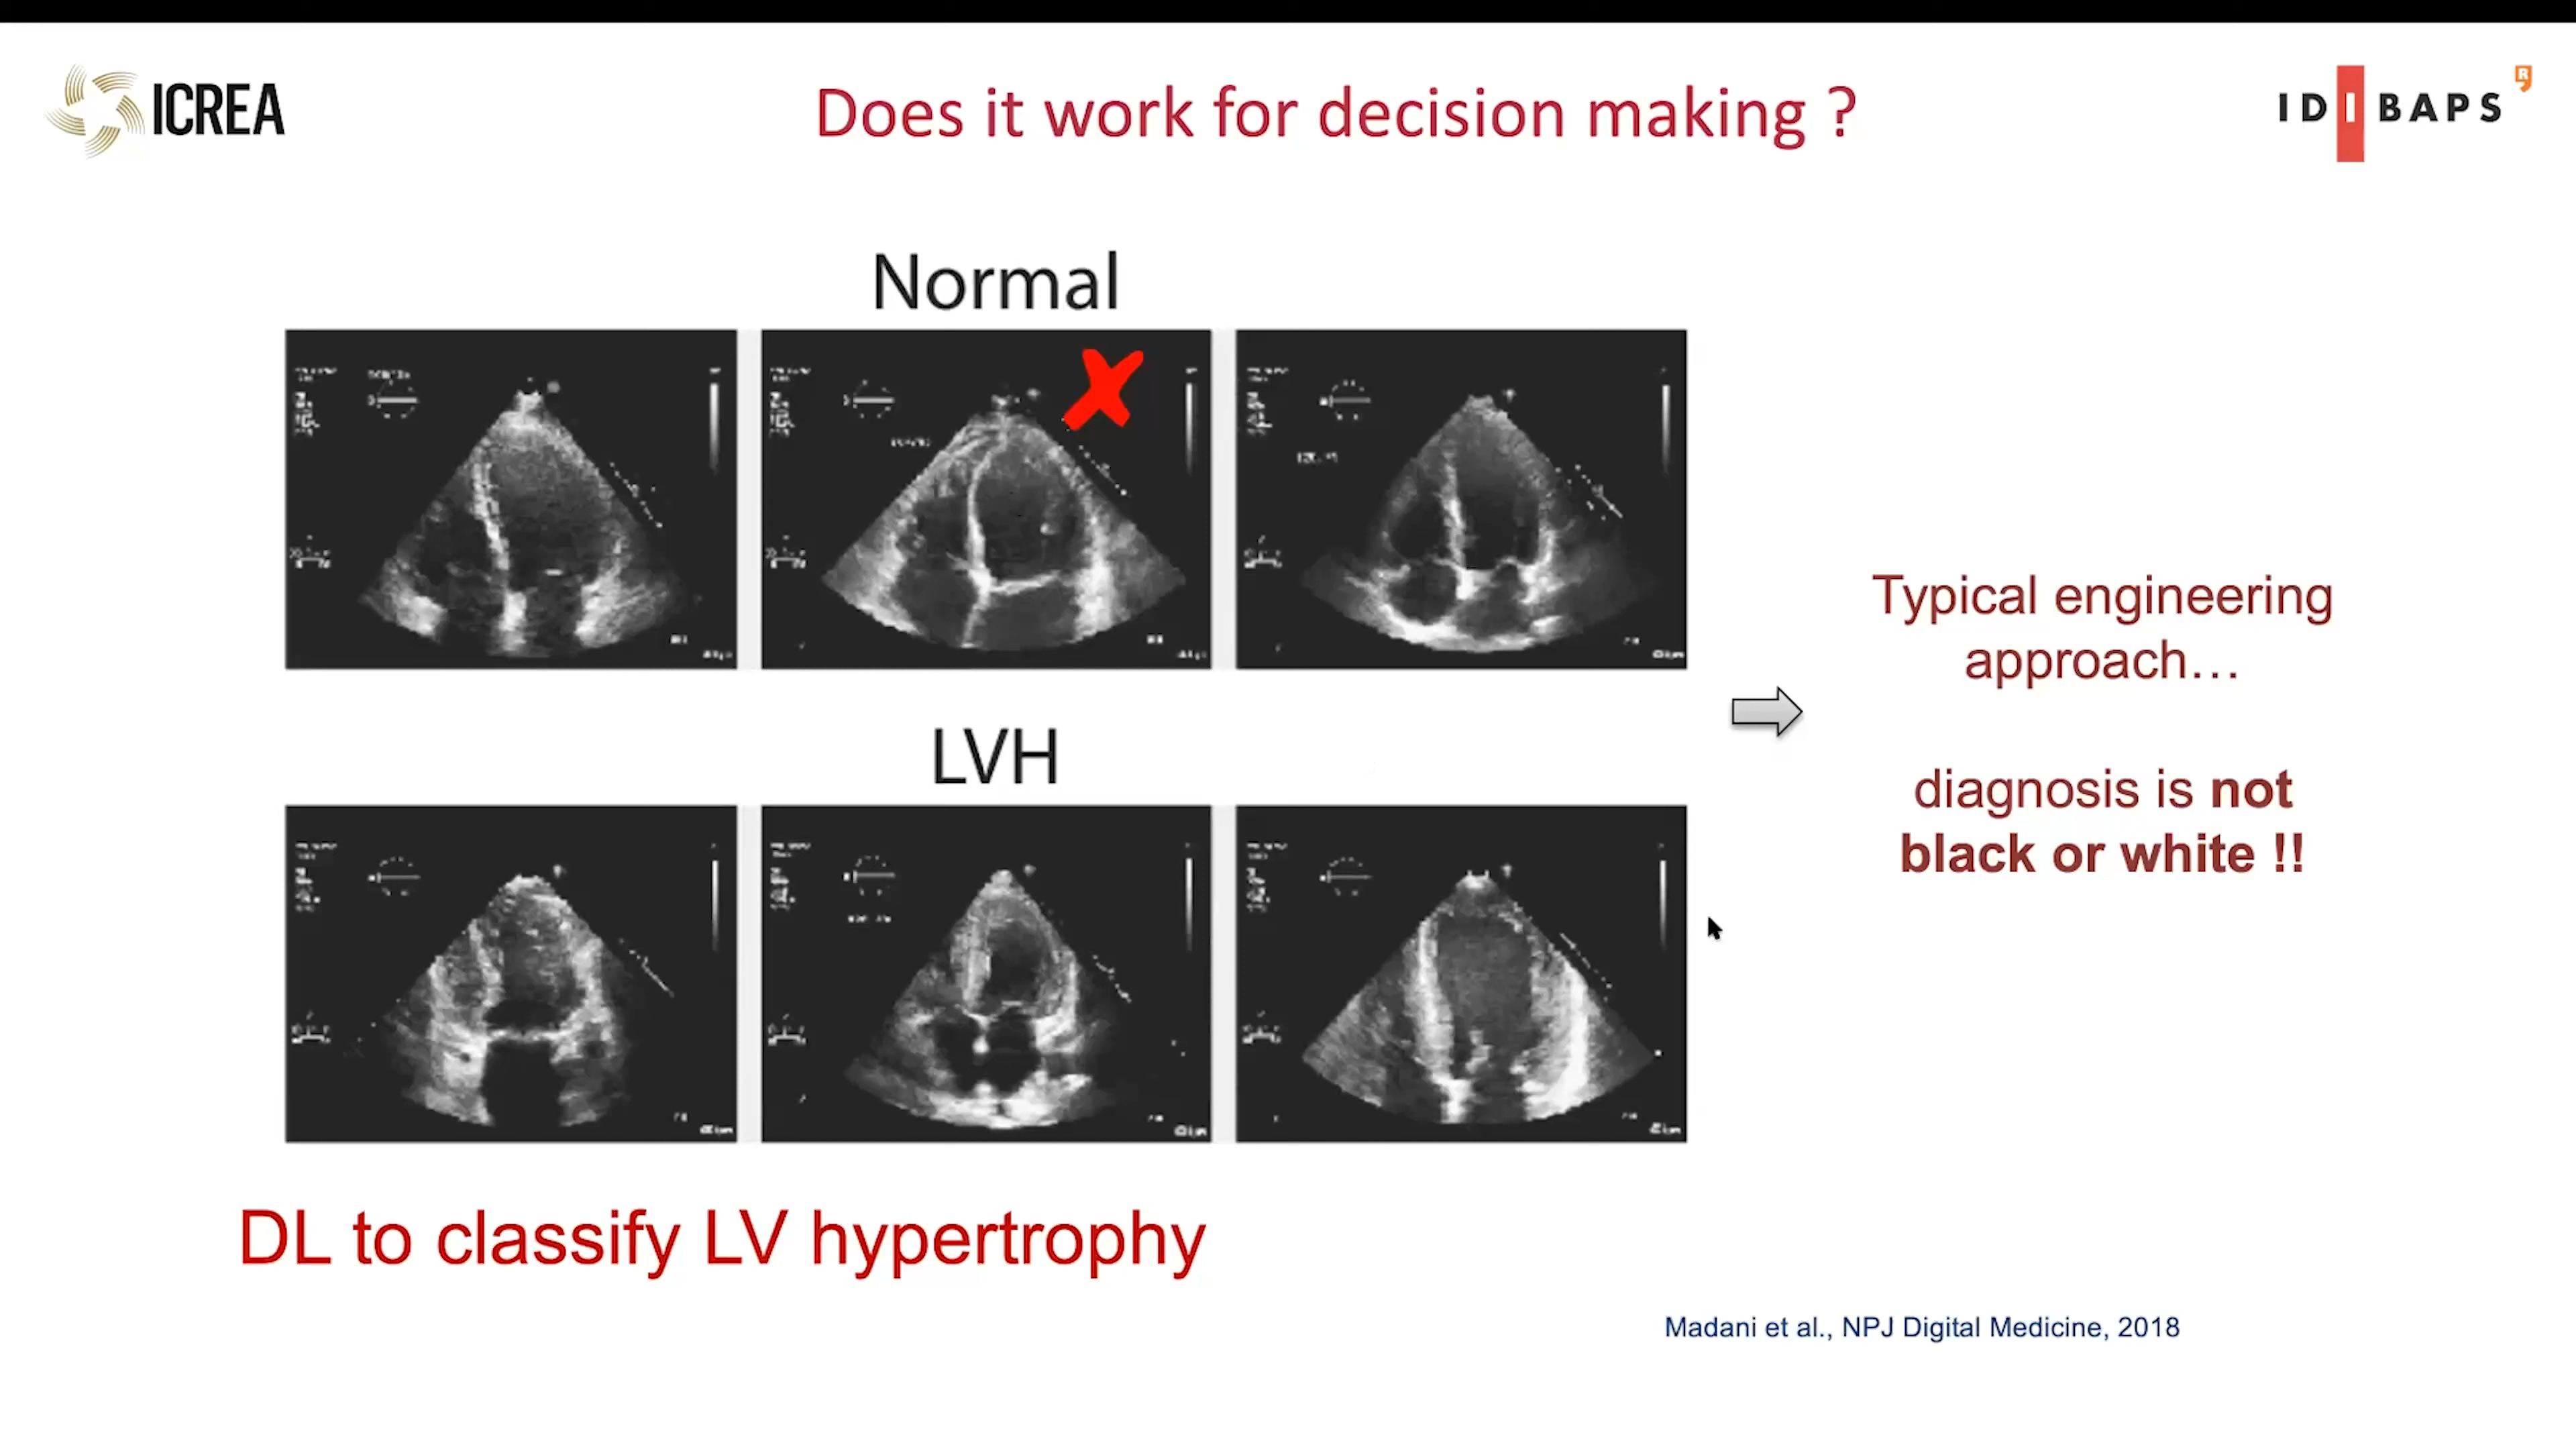 ICREA
Does it work for decision making ?
IDIBAPS
R
Normal
LVH
Typical engineering
approach…
diagnosis is not
black or white !!
DL to classify LV hypertrophy
Madani et al., NPJ Digital Medicine, 2018